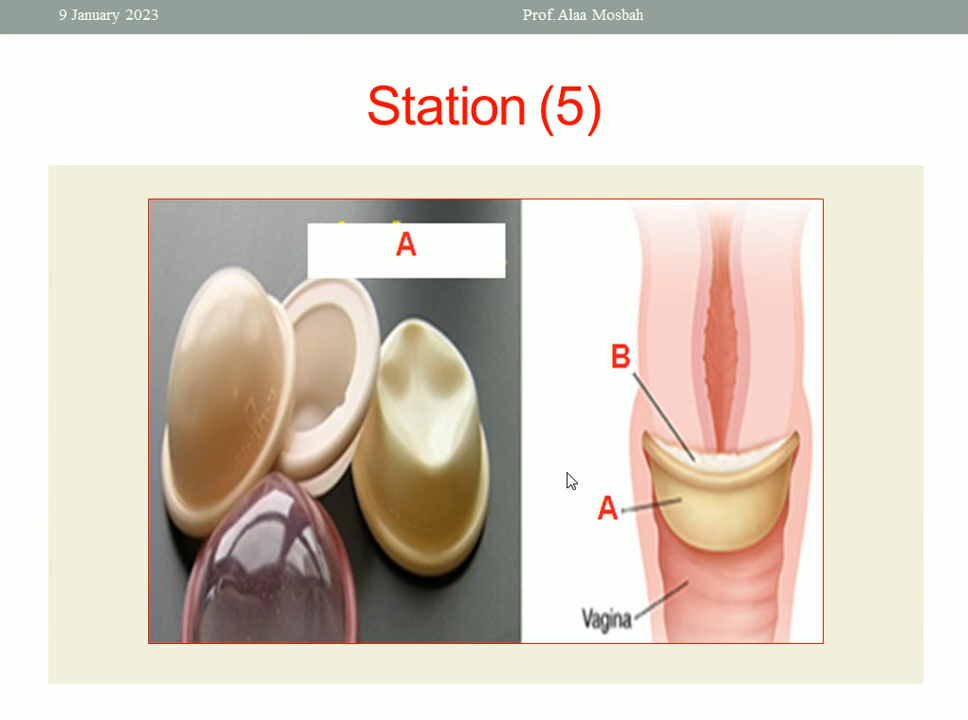 9 January 2023
Prof. Alaa Mosbah
Station (5)
A
B
A
Vagina